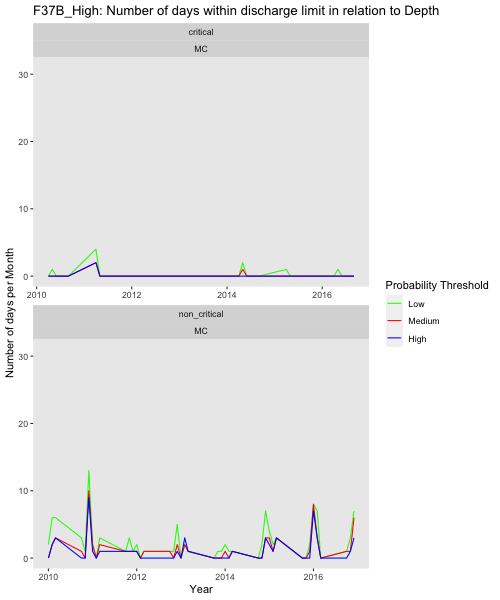 F37B_High: Number of days within discharge limit in relation to Depth
critical
MC
30
20
10
0
2010 2012 2014 2016
Number of days per Month
non_critical
MC
30
20
10
0
2010 2012 2014 2016
Year
Probability Threshold
Low
Medium
High